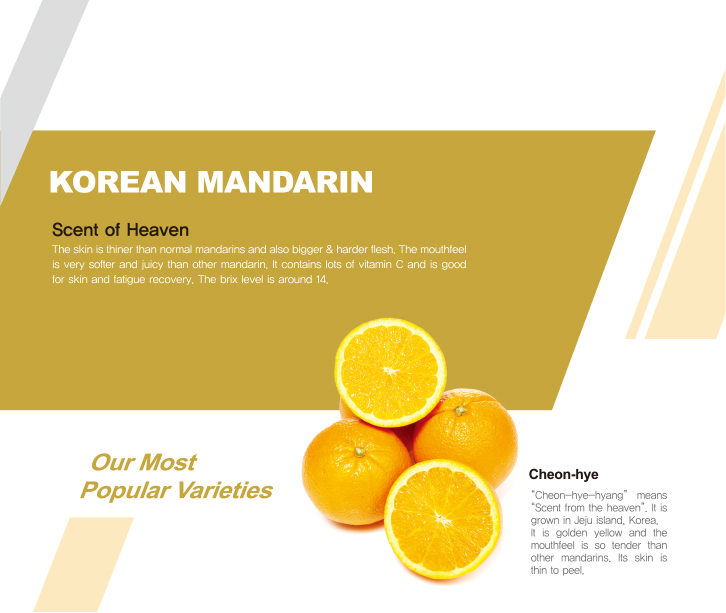 KOREAN MANDARIN
Scent of Heaven
The skin is thiner than normal mandarins and also bigger & harder flesh. The mouthfeel
is very softer and juicy than other mandarin. It contains lots of vitamin C and is good
for skin and fatigue recovery. The brix level is around 14.
Our Most
Popular Varieties
Cheon-hye
"Cheon-hye-hyang" means
"Scent from the heaven". It is
grown in Jeju island, Korea.
It is golden yellow and the
mouthfeel is so tender than
other mandarins. Its skin is
thin to peel.